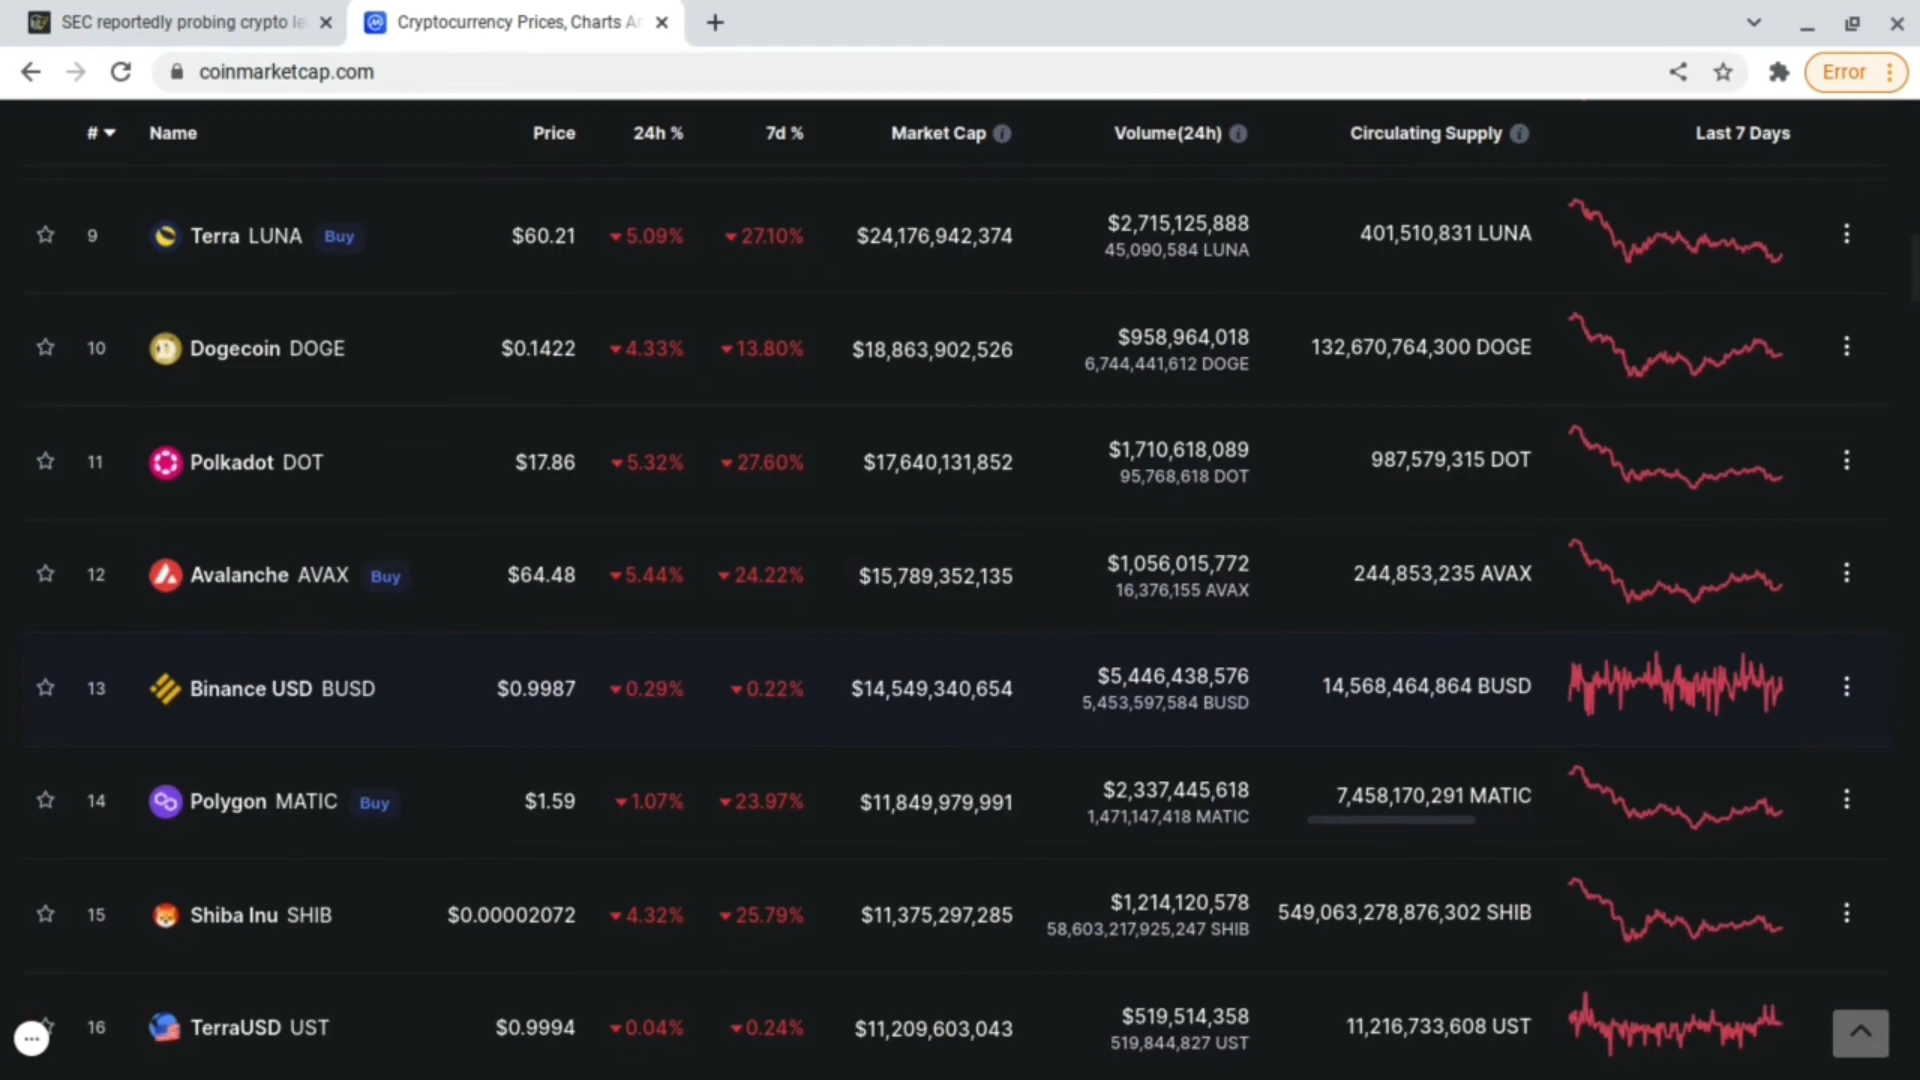 SEC reportedly probing crypto le
Cryptocurrency Prices, Charts Ar
coinmarketcap.com
Error
# Name Price 24h % 7d % Market Cap Volume(24h) Circulating Supply Last 7 Days
9 Terra LUNA Buy $60.21 5.09% 27.10% $24,176,942,374 $2,715,125,888 401,510,831 LUNA
45,090,584 LUNA
10 Dogecoin DOGE $0.1422 4.33% 13.80% $18,863,902,526 $958,964,018 132,670,764,300 DOGE
6,744,441,612 DOGE
11 Polkadot DOT $17.86 5.32% 27.60% $17,640,131,852 $1,710,618,089 987,579,315 DOT
95,768,618 DOT
12 Avalanche AVAX Buy $64.48 5.44% 24.22% $15,789,352,135 $1,056,015,772 244,853,235 AVAX
16,376,155 AVAX
13 Binance USD BUSD $0.9987 0.29% 0.22% $14,549,340,654 $5,446,438,576 14,568,464,864 BUSD
5,453,597,584 BUSD
14 Polygon MATIC Buy $1.59 1.07% 23.97% $11,849,979,991 $2,337,445,618 7,458,170,291 MATIC
1,471,147,418 MATIC
15 Shiba Inu SHIB $0.00002072 4.32% 25.79% $11,375,297,285 $1,214,120,578 549,063,278,876,302 SHIB
58,603,217,925,247 SHIB
16 TerraUSD UST $0.9994 0.04% 0.24% $11,209,603,043 $519,514,358 11,216,733,608 UST
519,844,827 UST